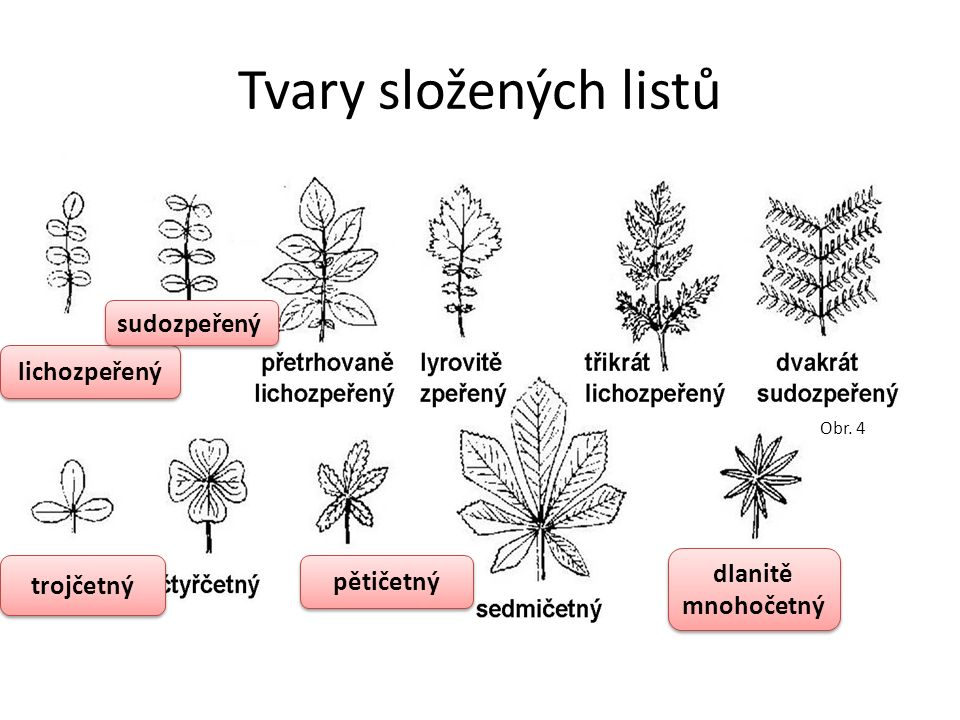 Tvary složených listů
sudozpeřený
lichozpeřený
přetrhovaně
lichozpeřený
lyrovitě
zpeřený
třikrát
lichozpeřený
dvakrát
sudozpeřený
Obr. 4
trojčetný
čtyřčetný
pětičetný
sedmičetný
dlanitě
mnohočetný